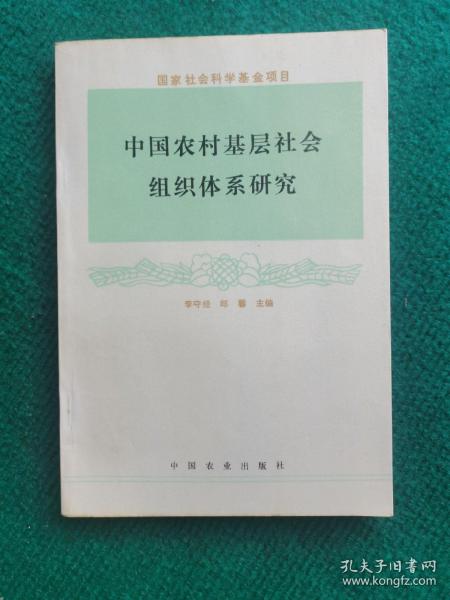 国家社会科学基金项目
中国农村基层社会
组织体系研究
李守经 邱馨 主编
中国农业出版社
孔夫子旧书网
www.kongfz.com